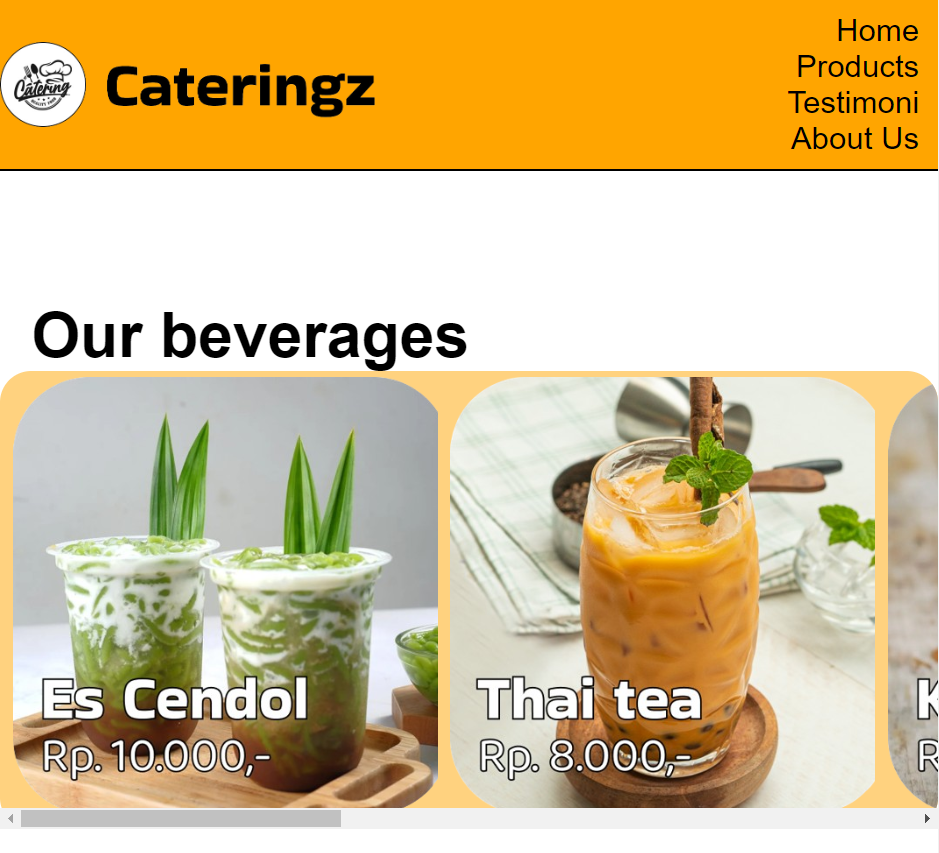 Catering
Cateringz
Home
Products
Testimoni
About Us
Our beverages
Es Cendol
Rp. 10.000,-
Thai tea
Rp. 8.000,-